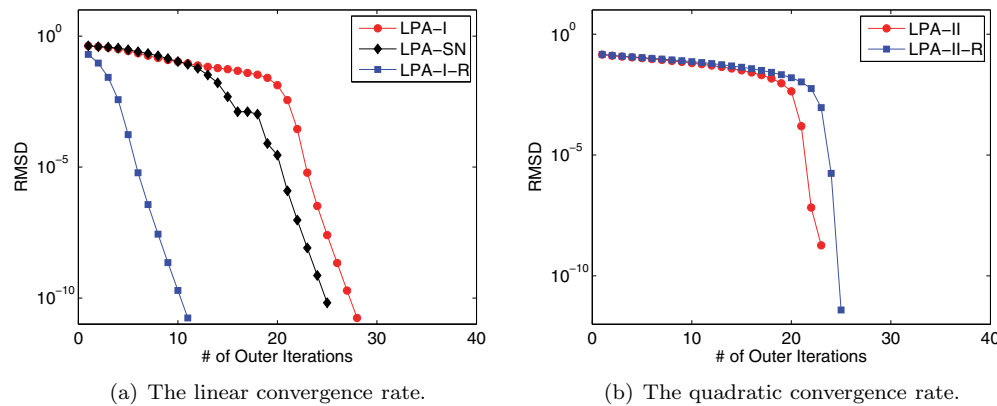 10^0
10^-5
10^-10
RMSD
0
10
20
30
40
# of Outer Iterations
LPA-I
LPA-SN
LPA-I-R
(a) The linear convergence rate.
10^0
10^-5
10^-10
RMSD
0
10
20
30
40
# of Outer Iterations
LPA-II
LPA-II-R
(b) The quadratic convergence rate.